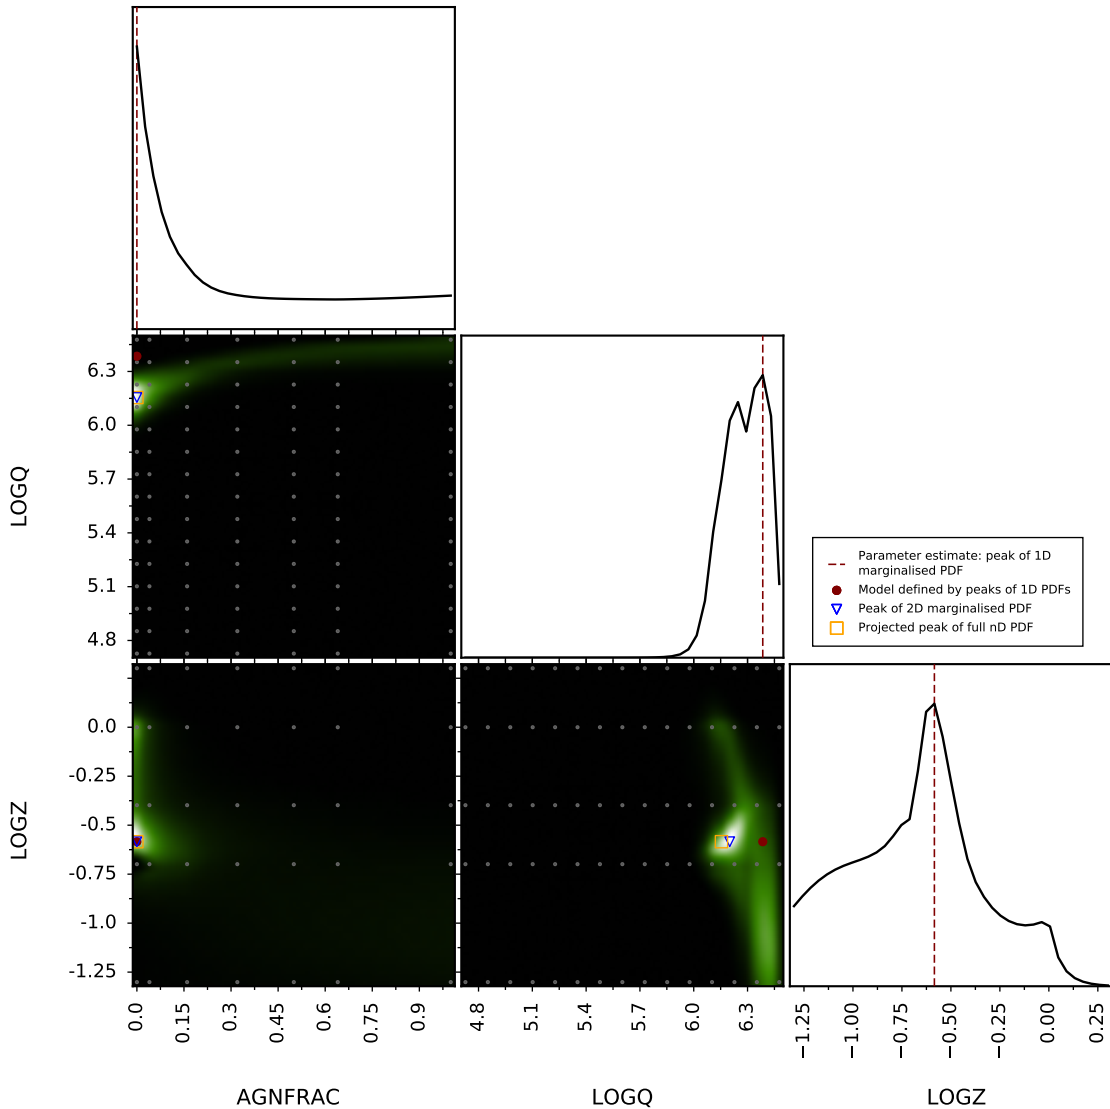 LOGQ
6.3
6.0
5.7
5.4
5.1
4.8
Parameter estimate: peak of 1D
marginalised PDF
Model defined by peaks of 1D PDFs
Peak of 2D marginalised PDF
Projected peak of full nD PDF
LOGZ
0.0
-0.25
-0.5
-0.75
-1.0
-1.25
0.0 0.15 0.3 0.45 0.6 0.75 0.9
4.8 5.1 5.4 5.7 6.0 6.3
−1.25 −1.00 −0.75 −0.50 −0.25 0.00 0.25
AGNFRAC LOGQ LOGZ